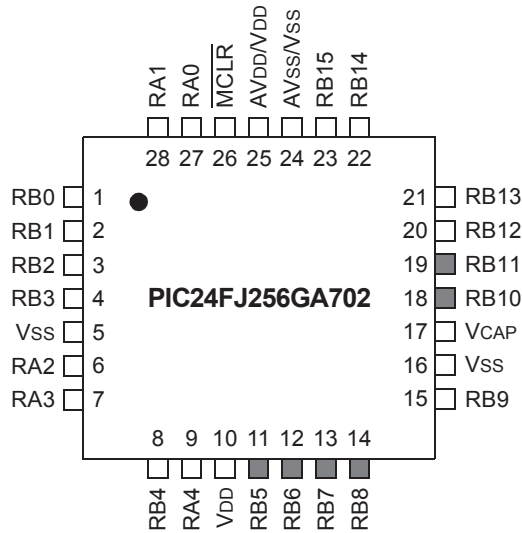 RA1 RA0 MCLR AVDD/VDD AVSS/VSS RB15 RB14
28 27 26 25 24 23 22
RB0 1 21 RB13
RB1 2 20 RB12
RB2 3 19 RB11
RB3 4 PIC24FJ256GA702 18 RB10
VSS 5 17 VCAP
RA2 6 16 VSS
RA3 7 15 RB9
8 9 10 11 12 13 14
RB4 RA4 VDD RB5 RB6 RB7 RB8